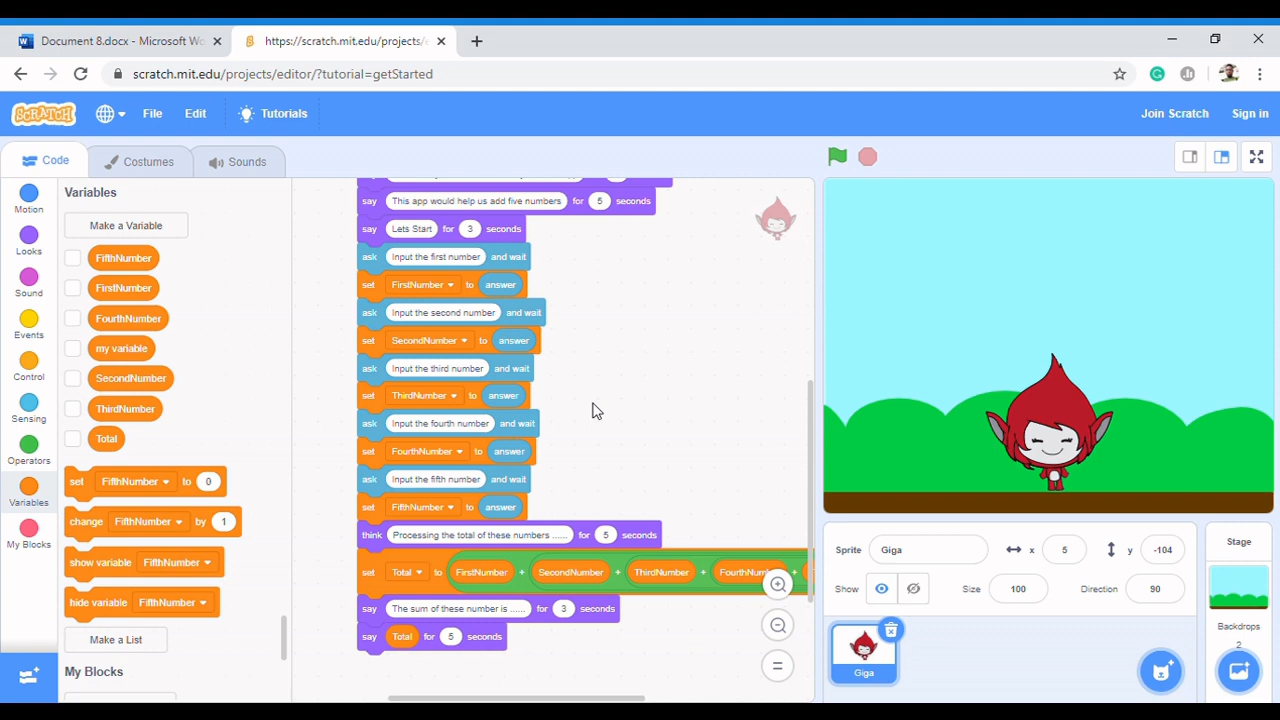 Document 8.docx - Microsoft Wo
https://scratch.mit.edu/projects/e
scratch.mit.edu/projects/editor/?tutorial=getStarted
SCRATCH File Edit Tutorials Join Scratch Sign in
Code Costumes Sounds
Motion
Looks
Sound
Events
Control
Sensing
Operators
Variables
My Blocks
Variables
Make a Variable
FifthNumber
FirstNumber
FourthNumber
my variable
SecondNumber
ThirdNumber
Total
set FifthNumber to 0
change FifthNumber by 1
show variable FifthNumber
hide variable FifthNumber
Make a List
My Blocks
say This app would help us add five numbers for 5 seconds
say Lets Start for 3 seconds
ask Input the first number and wait
set FirstNumber to answer
ask Input the second number and wait
set SecondNumber to answer
ask Input the third number and wait
set ThirdNumber to answer
ask Input the fourth number and wait
set FourthNumber to answer
ask Input the fifth number and wait
set FifthNumber to answer
think Processing the total of these numbers ...... for 5 seconds
set Total to FirstNumber + SecondNumber + ThirdNumber + FourthNumber +
say The sum of these number is ...... for 3 seconds
say Total for 5 seconds
Sprite Giga x 5 y -104
Show Size 100 Direction 90
Giga
Stage
Backdrops
2